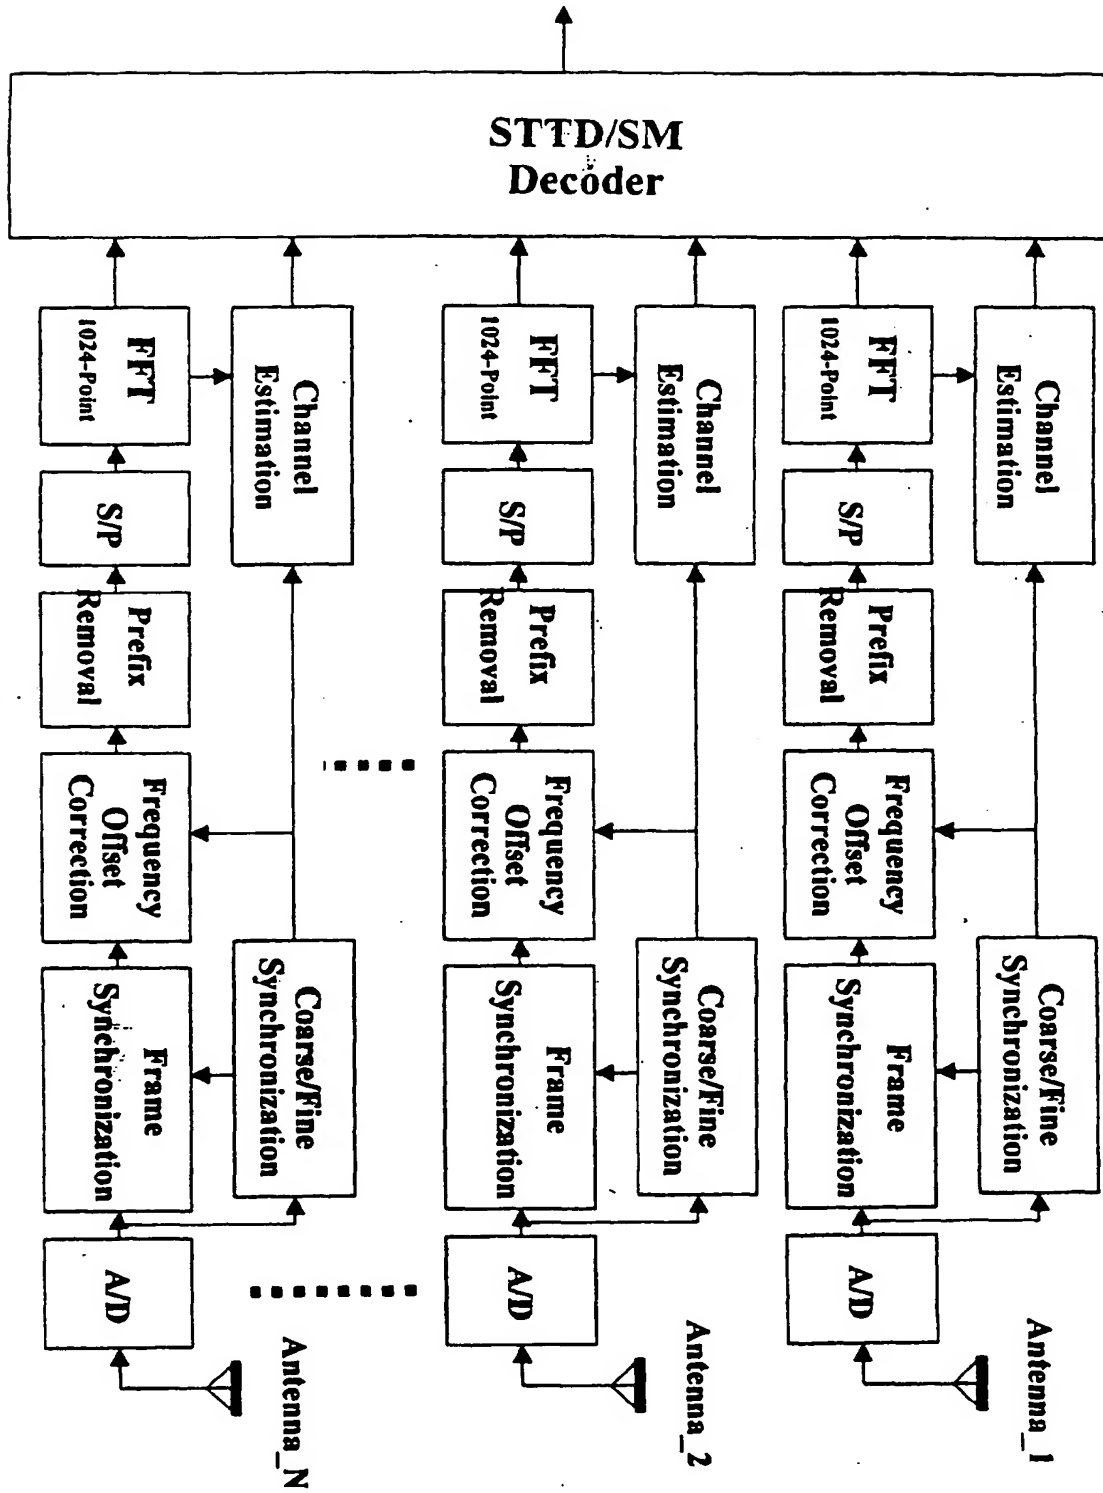 Antenna_1
A/D
Coarse/Fine
Synchronization
Frame
Synchronization
Frequency
Offset
Correction
Prefix
Removal
S/P
FFT
1024-Point
Channel
Estimation
Antenna_2
A/D
Coarse/Fine
Synchronization
Frame
Synchronization
Frequency
Offset
Correction
Prefix
Removal
S/P
FFT
1024-Point
Channel
Estimation
Antenna_N
A/D
Coarse/Fine
Synchronization
Frame
Synchronization
Frequency
Offset
Correction
Prefix
Removal
S/P
FFT
1024-Point
Channel
Estimation
STTD/SM
Decoder